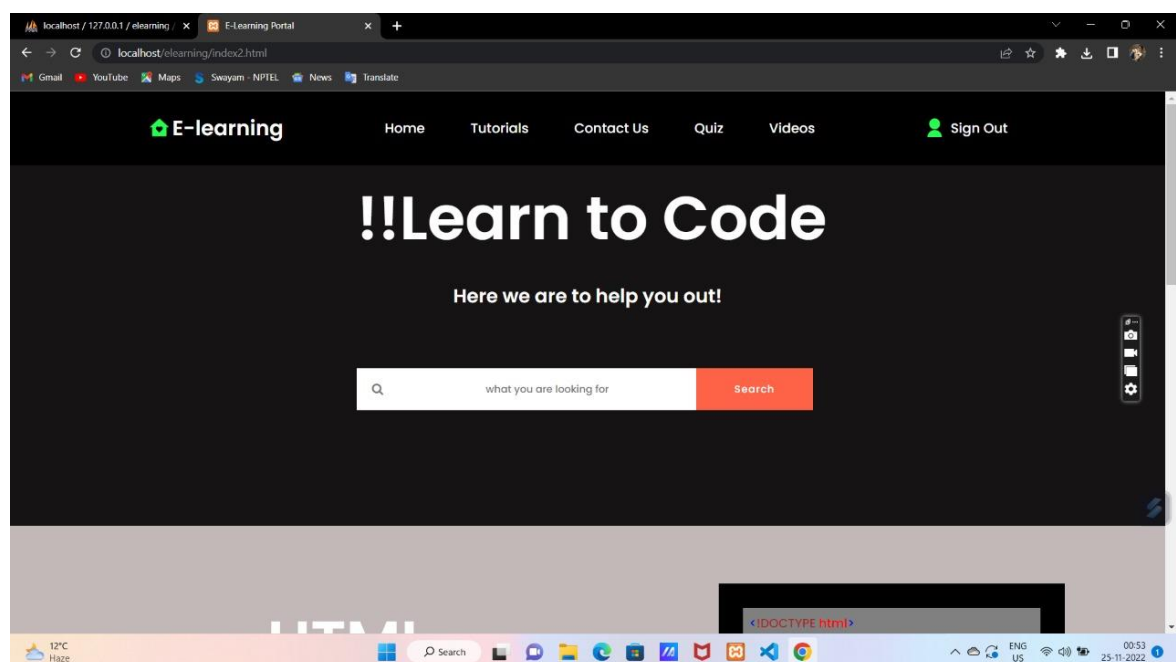 localhost / 127.0.0.1 / elearning /
E-Learning Portal
localhost/elearning/index2.html
Gmail YouTube Maps Swayam - NPTEL News Translate
E-learning Home Tutorials Contact Us Quiz Videos Sign Out
!!Learn to Code
Here we are to help you out!
what you are looking for Search
HTML
<!DOCTYPE html>
12°C
Haze
Search
ENG
US
00:53
25-11-2022
1